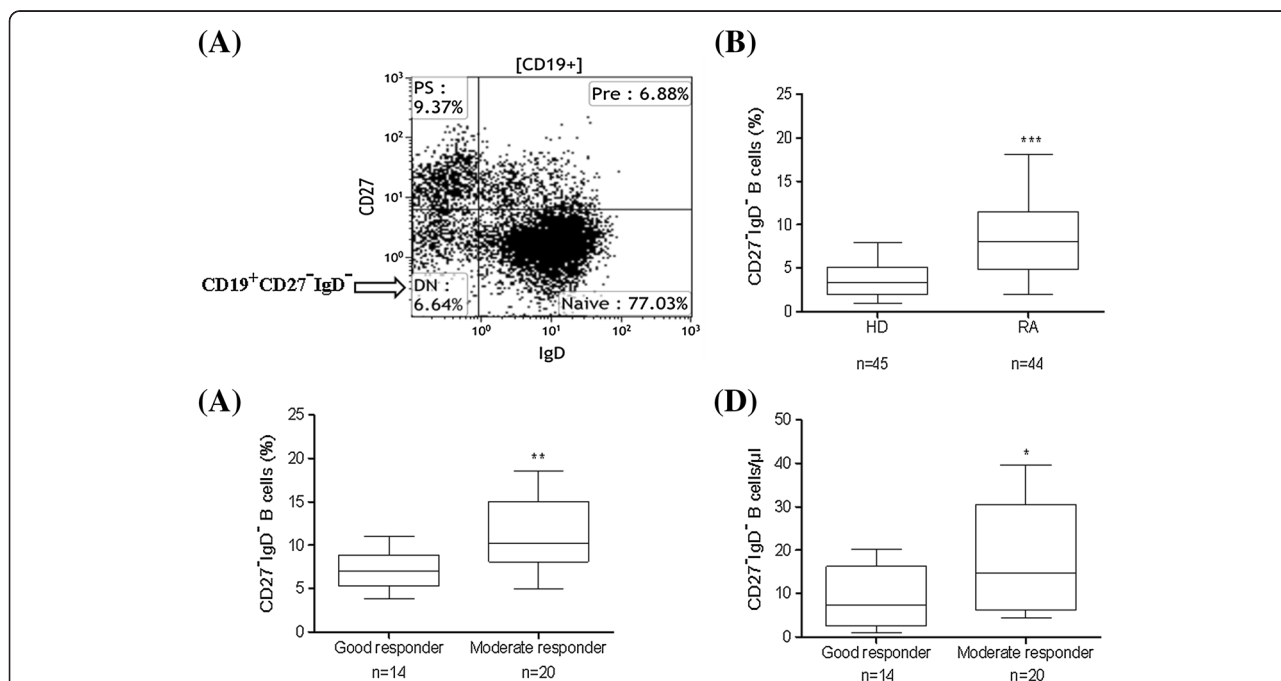 (A)
[CD19+]
PS :
9.37%
Pre : 6.88%
10³
10²
10¹
10⁰
CD27
CD19⁺CD27⁻IgD⁻
DN :
6.64%
Naive : 77.03%
10⁰ 10¹ 10² 10³
IgD
(B)
CD27⁻IgD⁻ B cells (%)
25
20
15
10
5
0
***
HD RA
n=45 n=44
(A)
CD27⁻IgD⁻ B cells (%)
25
20
15
10
5
0
**
Good responder Moderate responder
n=14 n=20
(D)
CD27⁻IgD⁻ B cells/µl
50
40
30
20
10
0
*
Good responder Moderate responder
n=14 n=20